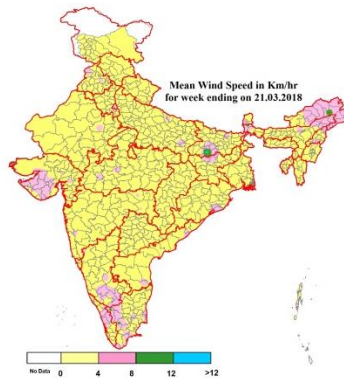 Mean Wind Speed in Km/hr
for week ending on 21.03.2018
No Data 0 4 8 12 >12